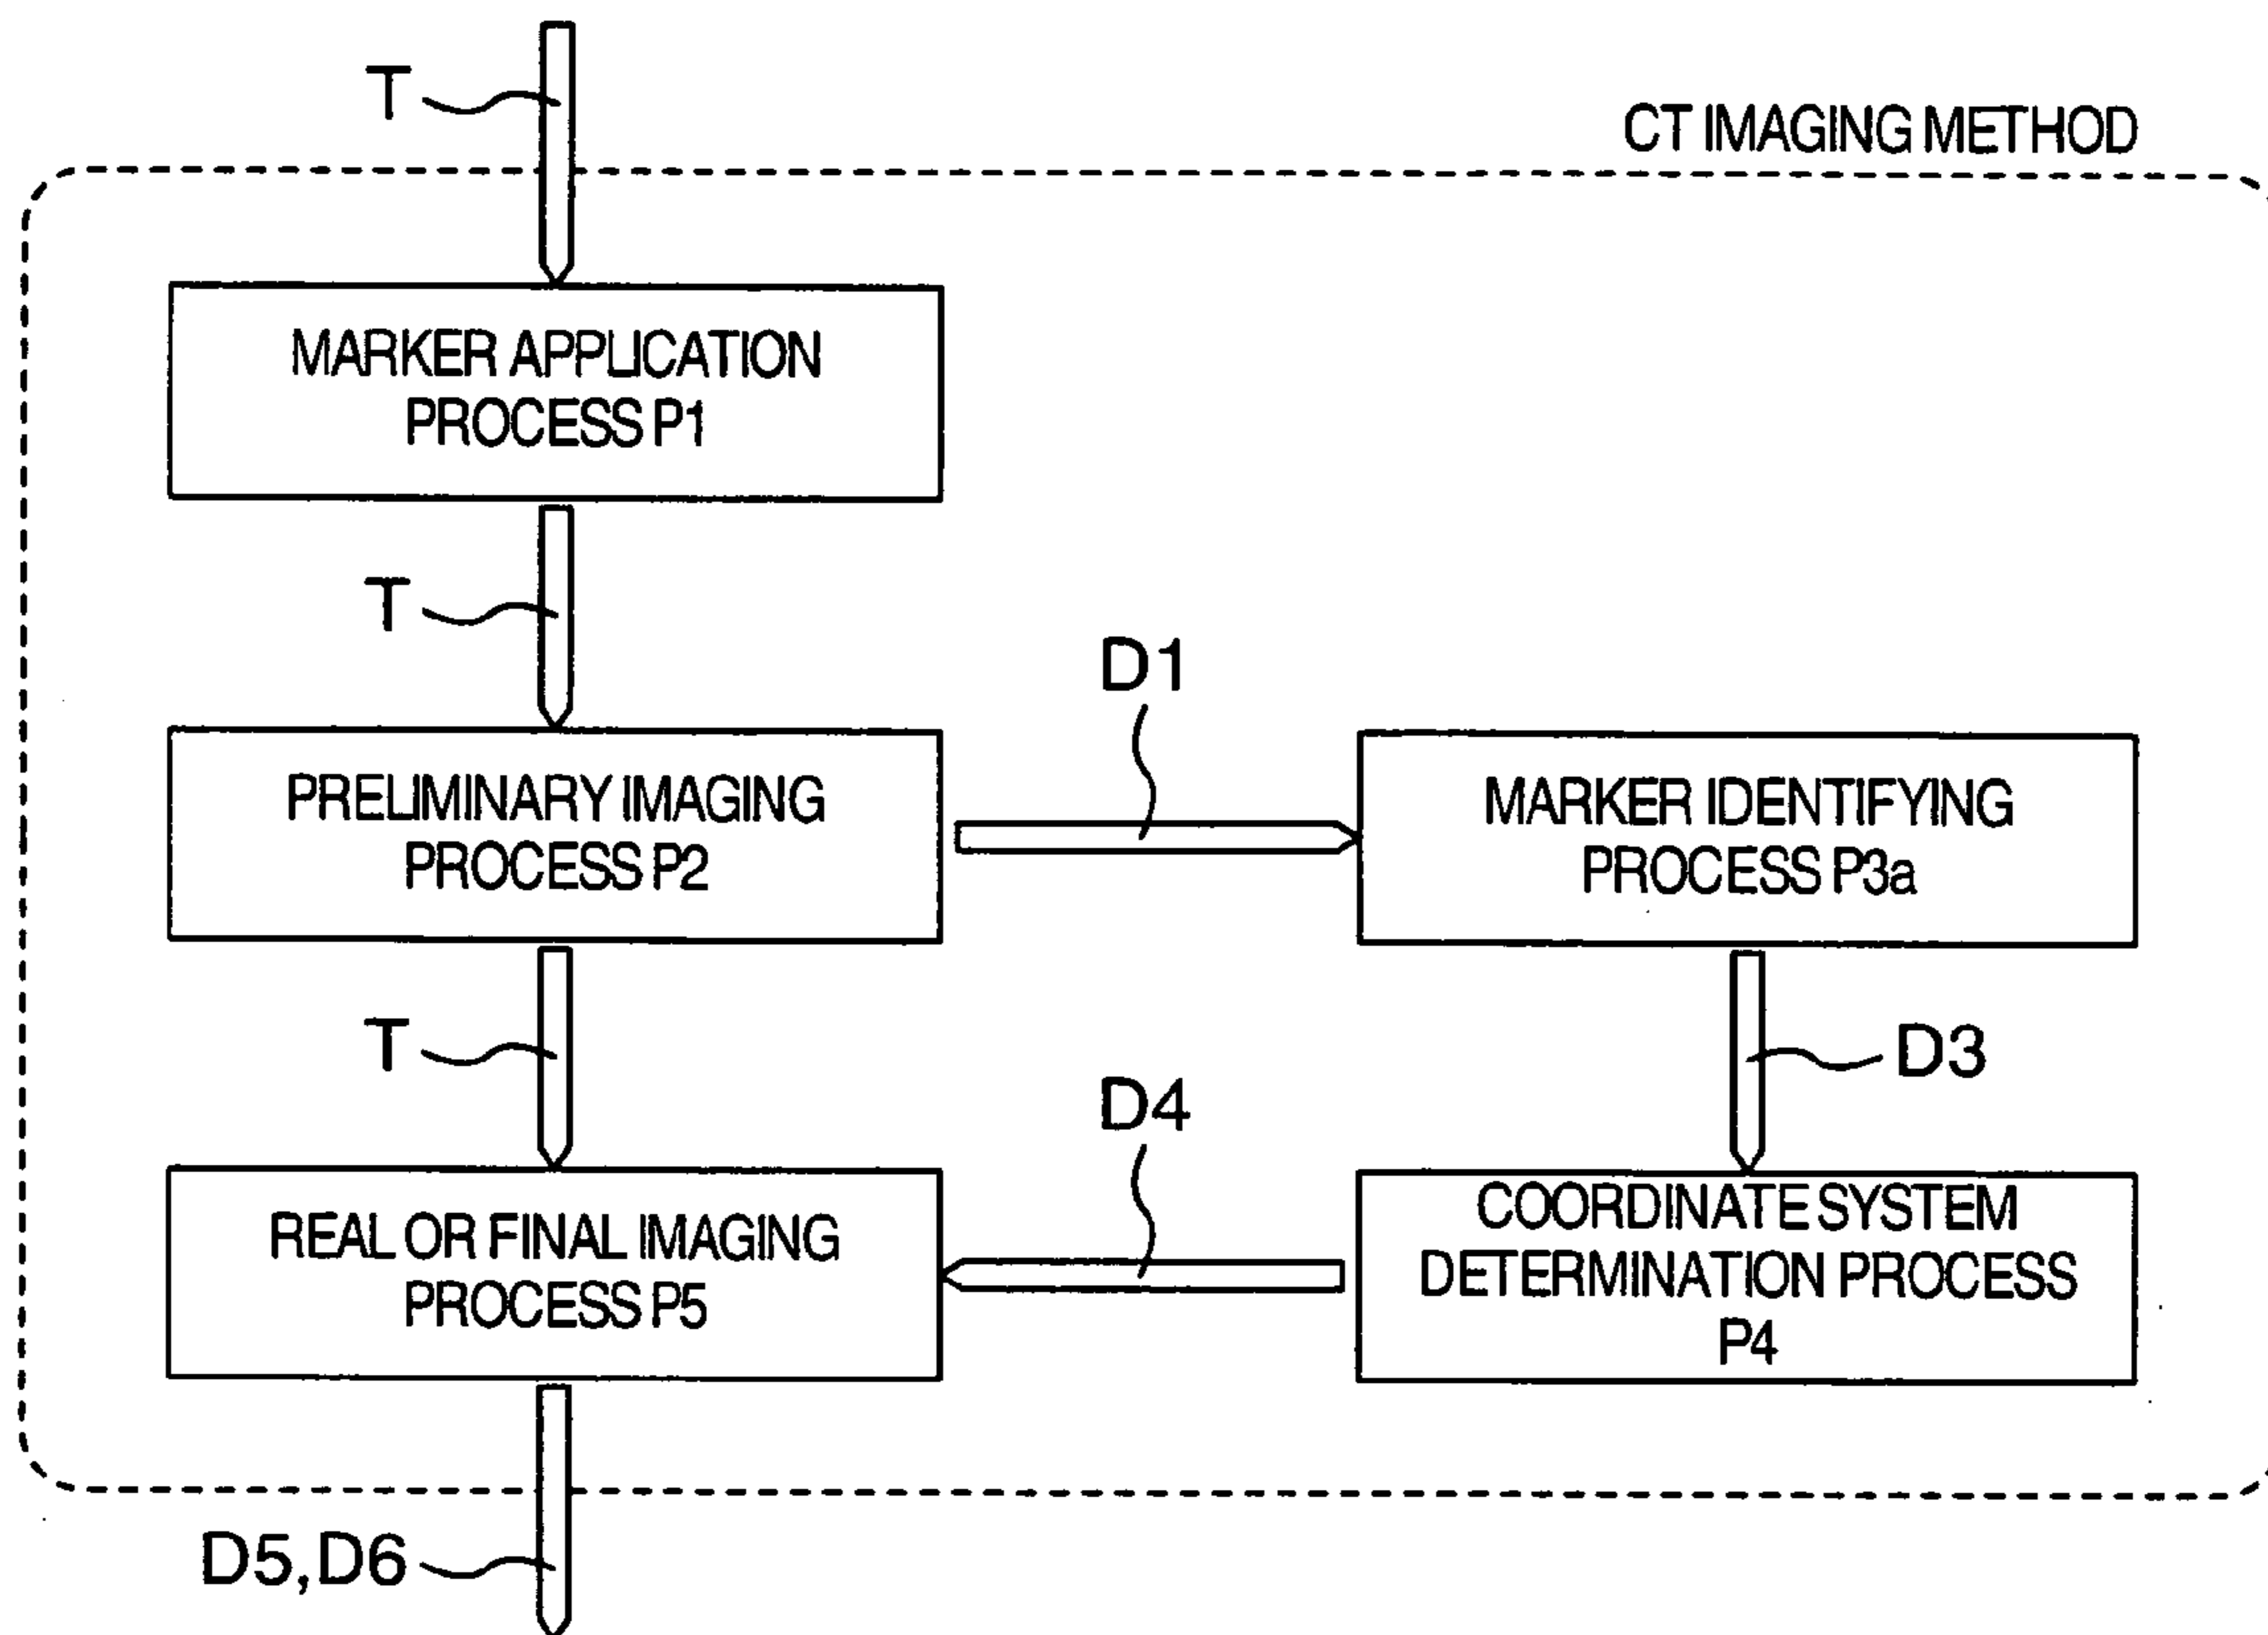 T
CT IMAGING METHOD
MARKER APPLICATION
PROCESS P1
T
D1
PRELIMINARY IMAGING
PROCESS P2
MARKER IDENTIFYING
PROCESS P3a
T
D3
D4
REAL OR FINAL IMAGING
PROCESS P5
COORDINATE SYSTEM
DETERMINATION PROCESS
P4
D5,D6